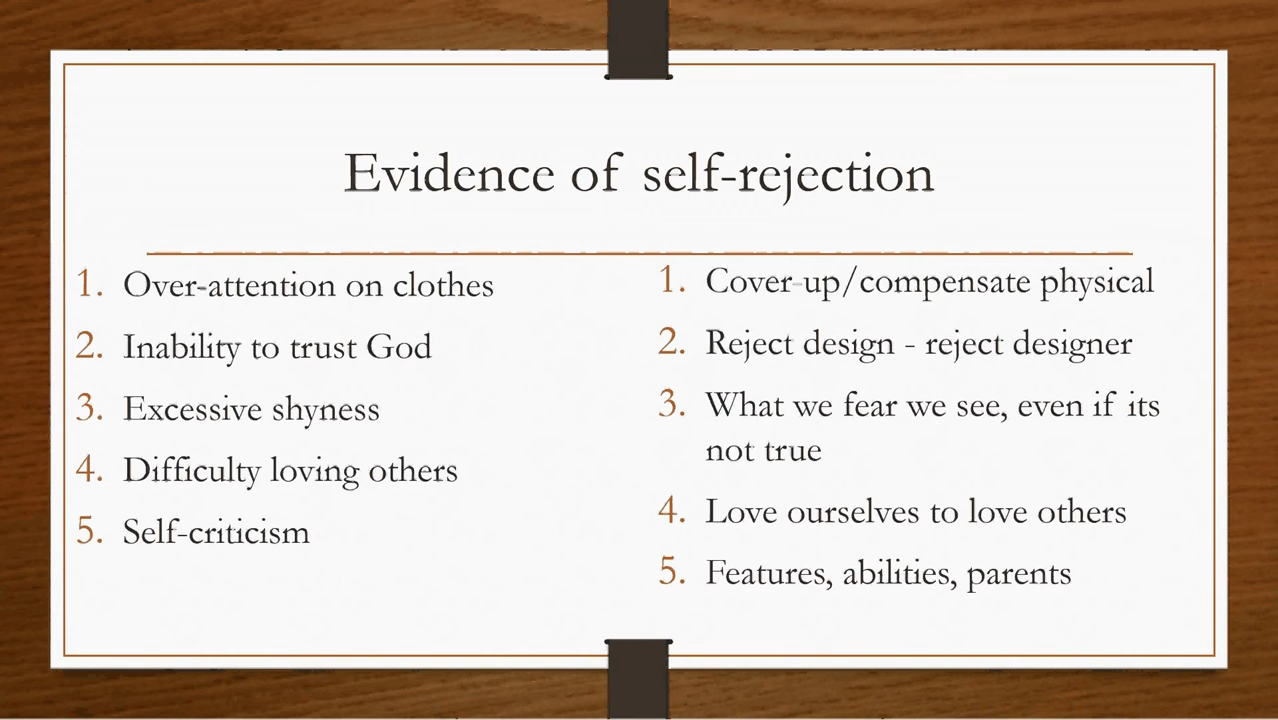 Evidence of self-rejection
1. Over-attention on clothes
2. Inability to trust God
3. Excessive shyness
4. Difficulty loving others
5. Self-criticism
1. Cover-up/compensate physical
2. Reject design - reject designer
3. What we fear we see, even if its
not true
4. Love ourselves to love others
5. Features, abilities, parents